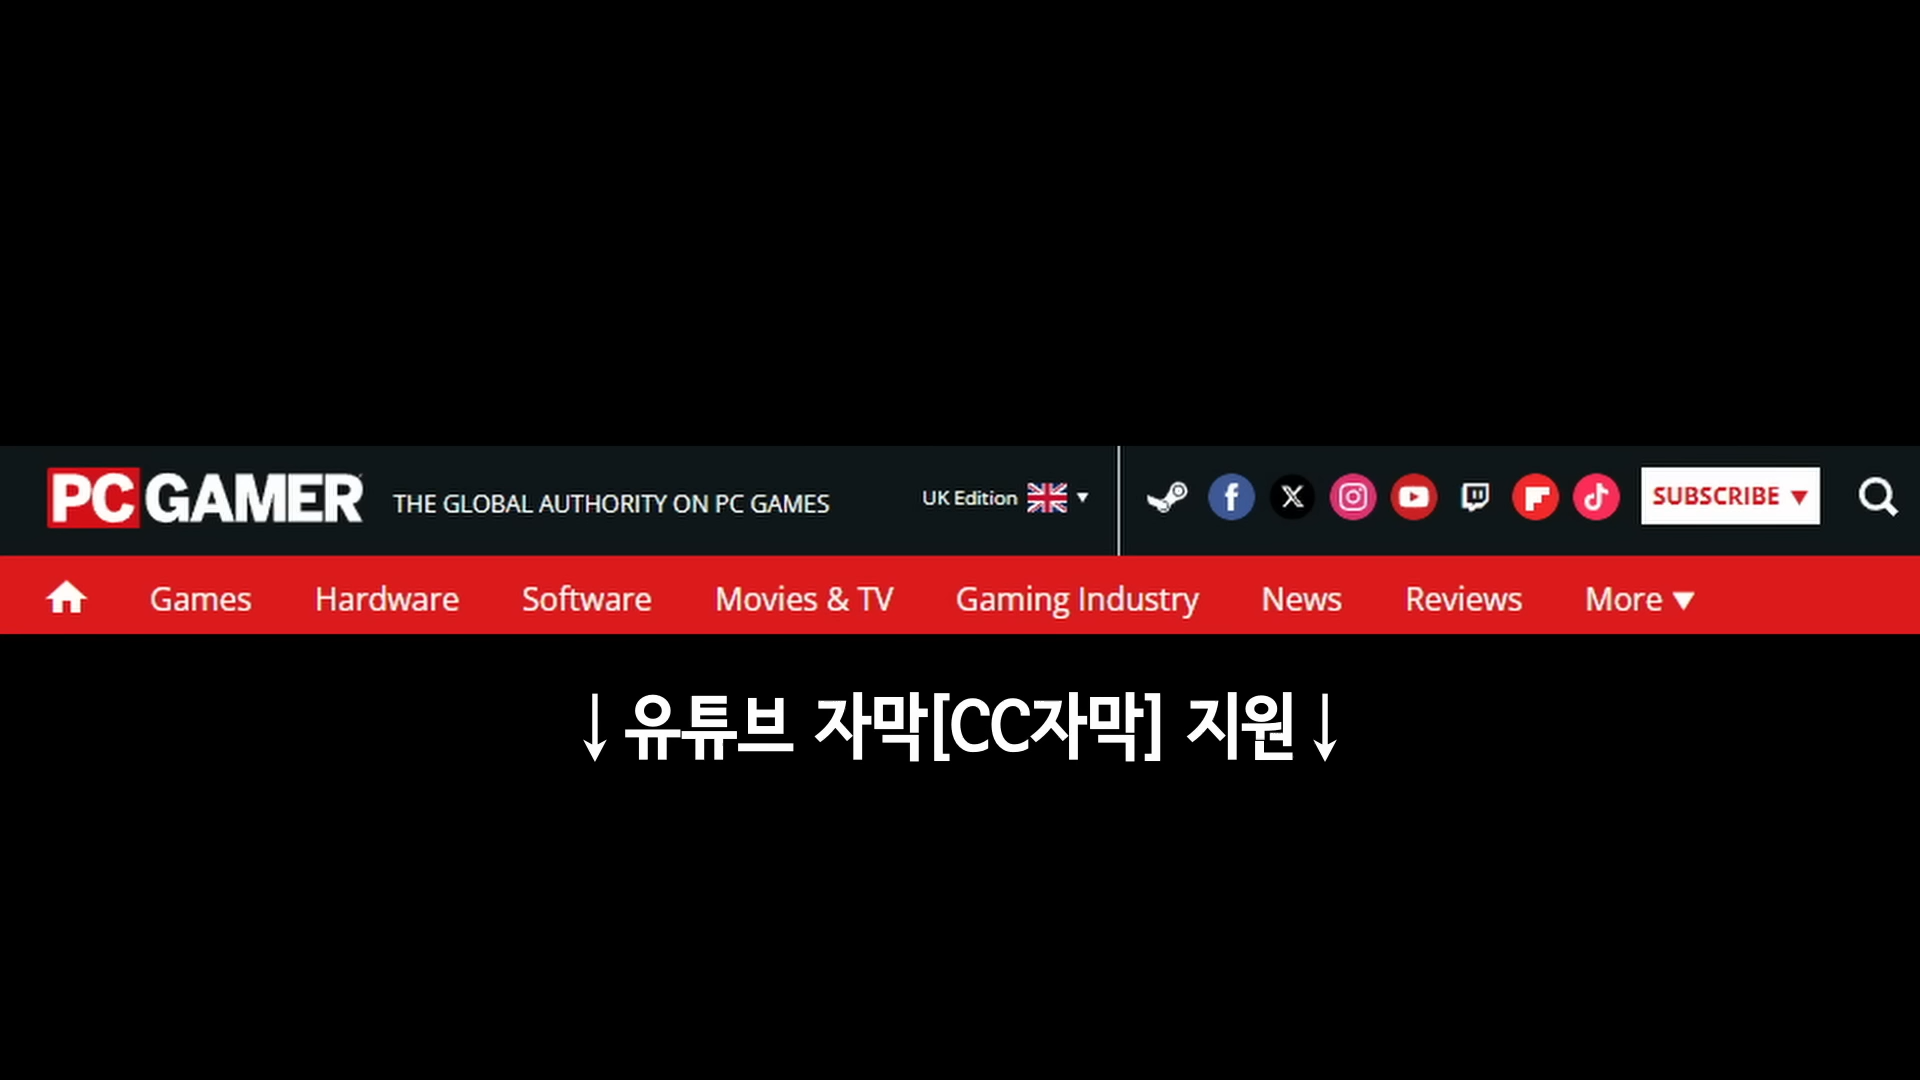 PC GAMER THE GLOBAL AUTHORITY ON PC GAMES UK Edition SUBSCRIBE
Games Hardware Software Movies & TV Gaming Industry News Reviews More
↓유튜브 자막[CC자막] 지원↓